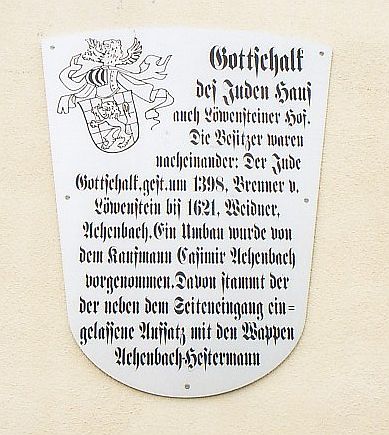 Gottschalk
des Juden Haus
auch Löwensteiner Hof.
Die Besitzer waren
nacheinander: Der Jude
Gottschalk, gest. um 1398, Brenner v.
Löwenstein bis 1621, Weidner,
Achenbach. Ein Umbau wurde von
dem Kaufmann Casimir Achenbach
vorgenommen. Davon stammt der
der neben dem Seiteneingang ein-
gelassene Aufsatz mit den Wappen
Achenbach-Hestermann